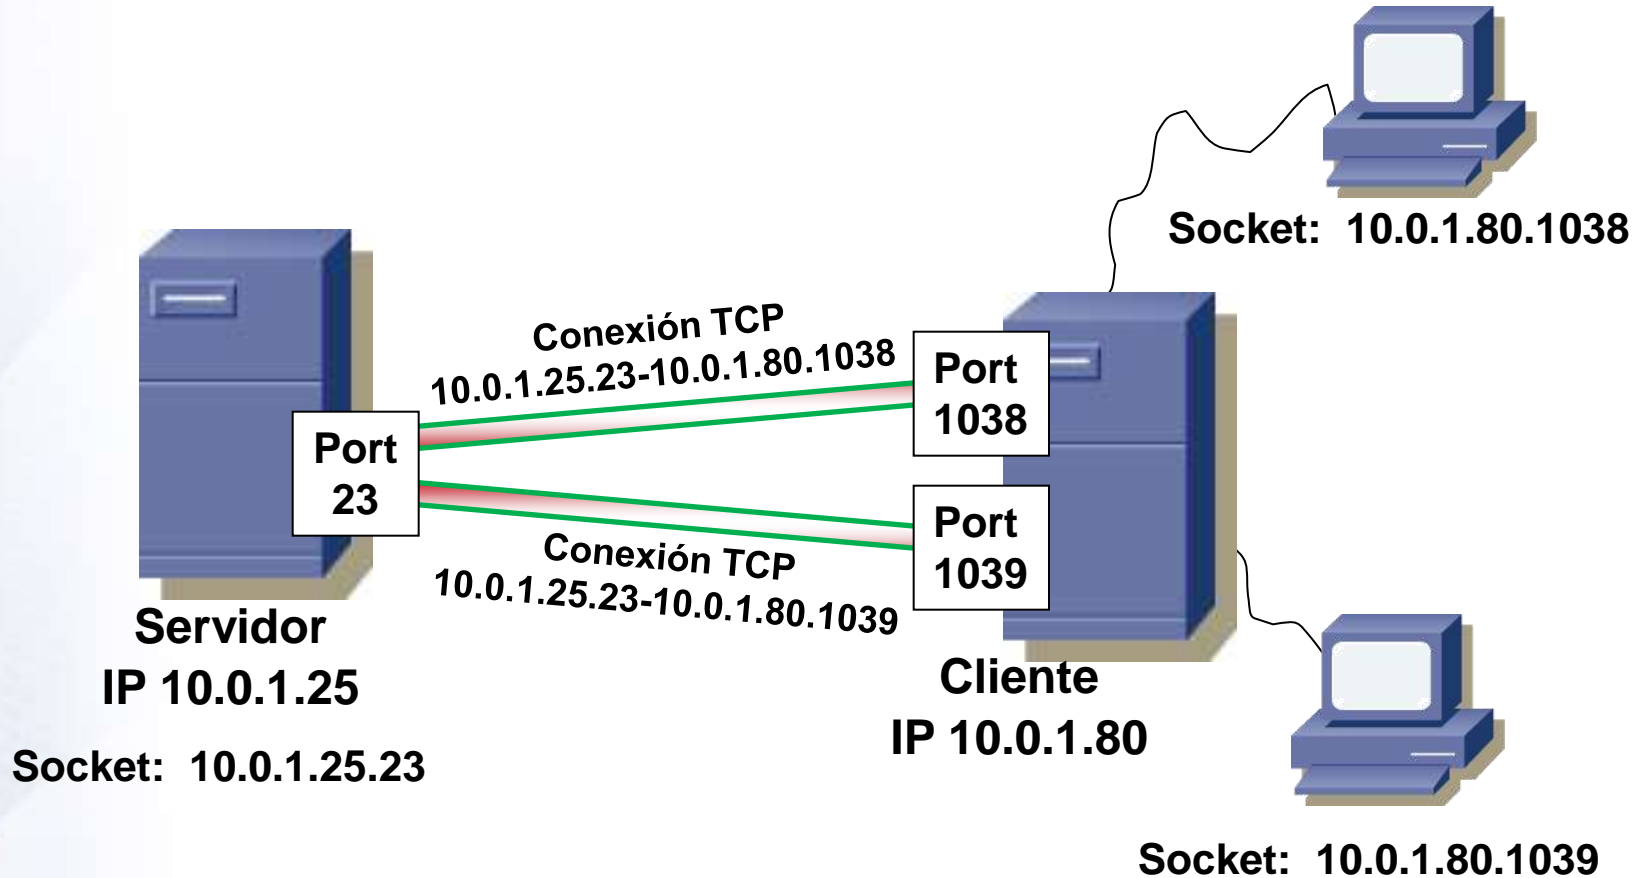 Socket: 10.0.1.80.1038
Conexión TCP
10.0.1.25.23-10.0.1.80.1038
Port
1038
Port
23
Port
1039
Conexión TCP
10.0.1.25.23-10.0.1.80.1039
Servidor
IP 10.0.1.25
Socket: 10.0.1.25.23
Cliente
IP 10.0.1.80
Socket: 10.0.1.80.1039